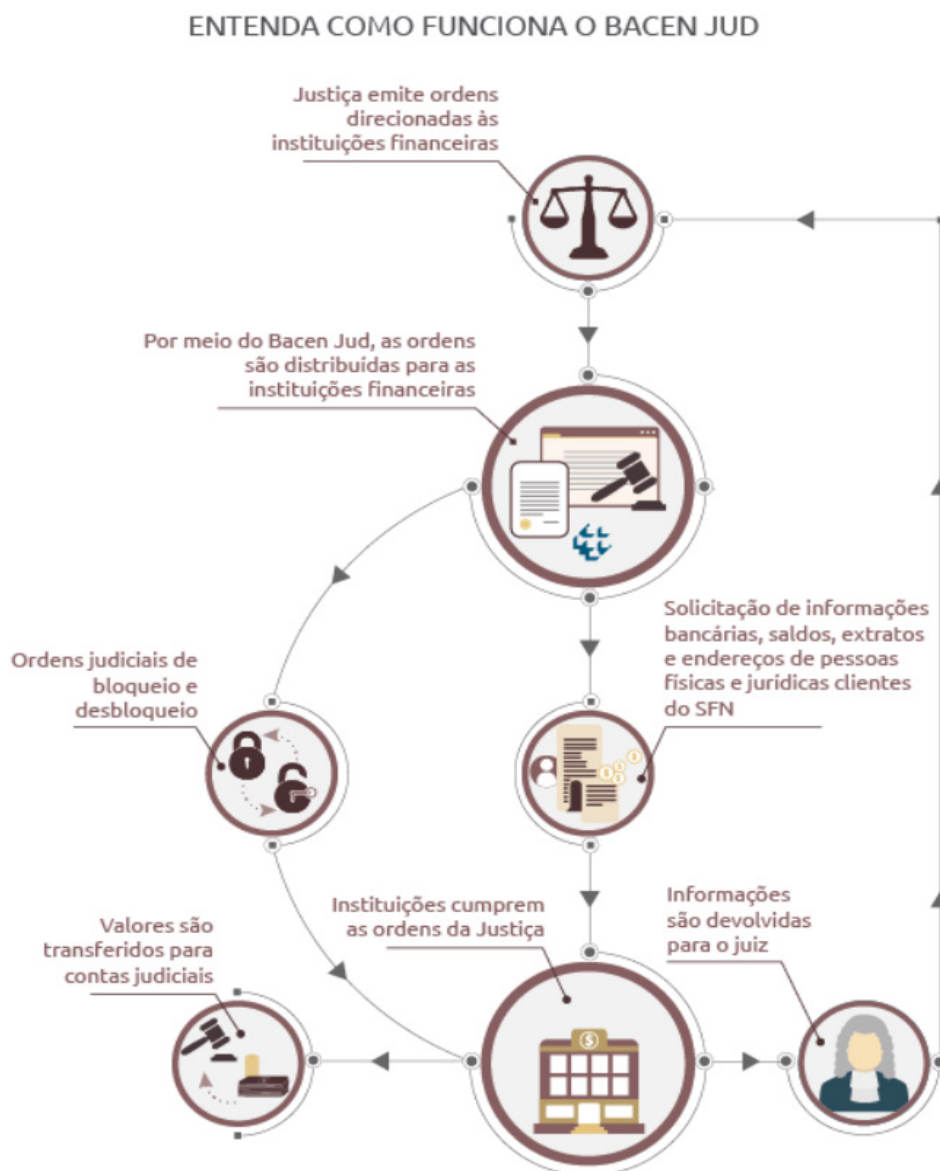 ENTENDA COMO FUNCIONA O BACEN JUD
Justiça emite ordens
direcionadas às
instituições financeiras
Por meio do Bacen Jud, as ordens
são distribuídas para as
instituições financeiras
Solicitação de informações
bancárias, saldos, extratos
e endereços de pessoas
físicas e jurídicas clientes
do SFN
Ordens judiciais de
bloqueio e
desbloqueio
Instituições cumprem
as ordens da Justiça
Informações
são devolvidas
para o juiz
Valores são
transferidos para
contas judiciais